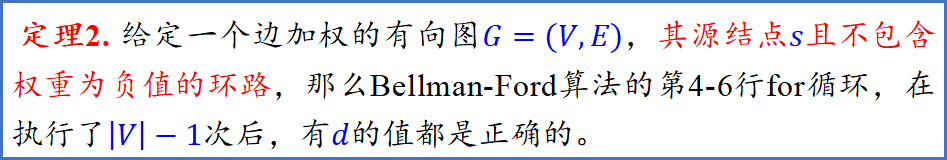 定理2. 给定一个边加权的有向图G = (V, E)，其源结点s且不包含
权重为负值的环路，那么Bellman-Ford算法的第4-6行for循环，在
执行了|V| − 1次后，有d的值都是正确的。